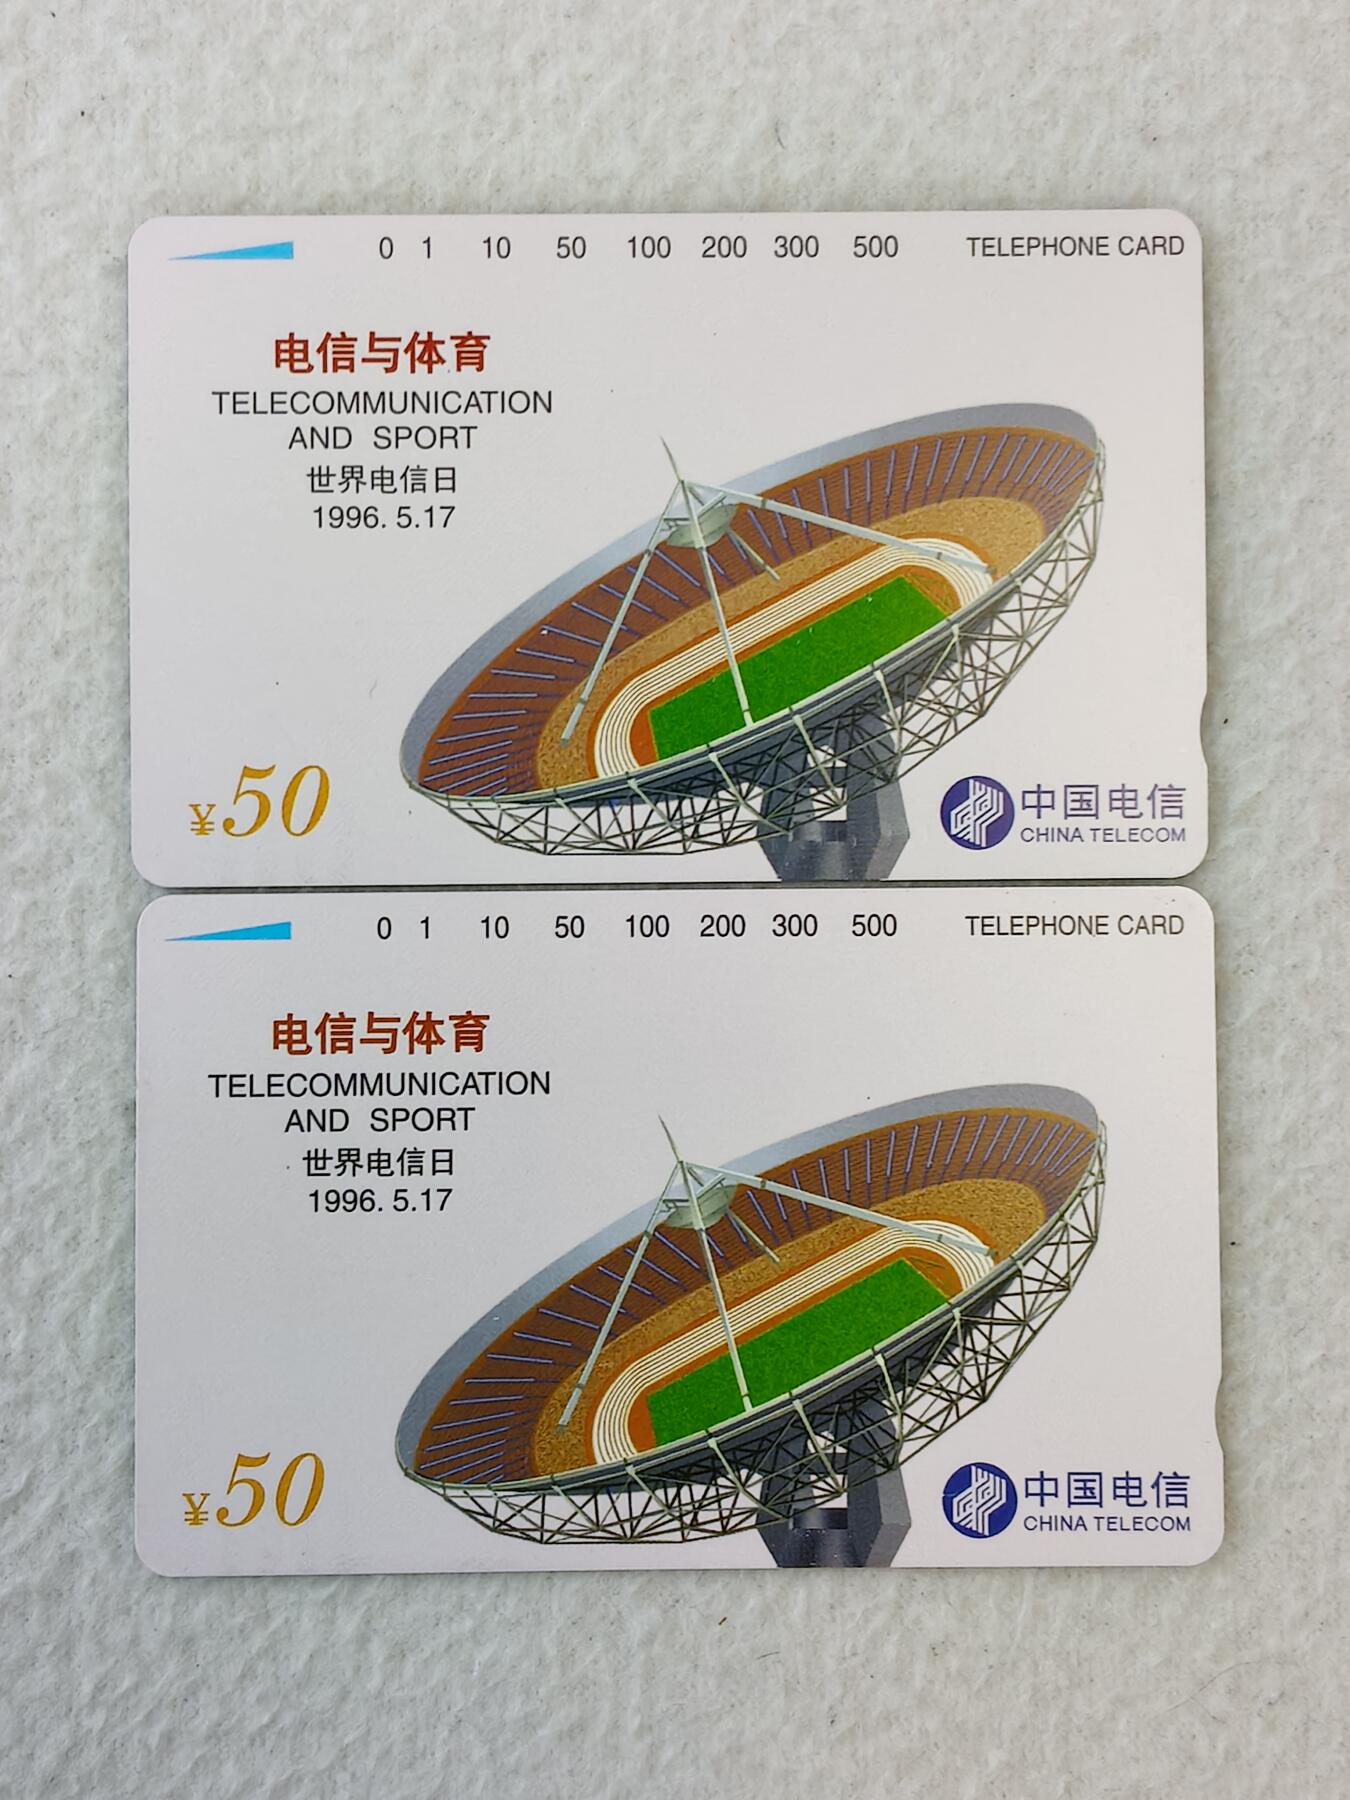 0 1 10 50 100 200 300 500 TELEPHONE CARD
电信与体育
TELECOMMUNICATION
AND SPORT
世界电信日
1996. 5.17
¥50
中国电信
CHINA TELECOM
0 1 10 50 100 200 300 500 TELEPHONE CARD
电信与体育
TELECOMMUNICATION
AND SPORT
世界电信日
1996. 5.17
¥50
中国电信
CHINA TELECOM